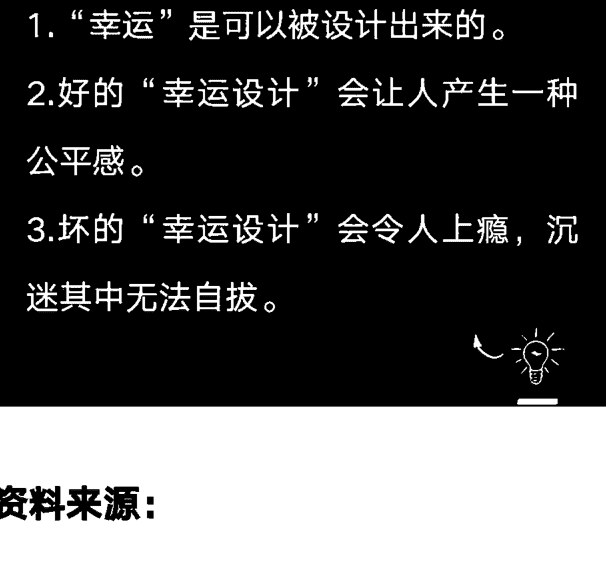 1.“幸运”是可以被设计出来的。
2.好的“幸运设计”会让人产生一种
公平感。
3.坏的“幸运设计”会令人上瘾，沉
迷其中无法自拔。
资料来源：